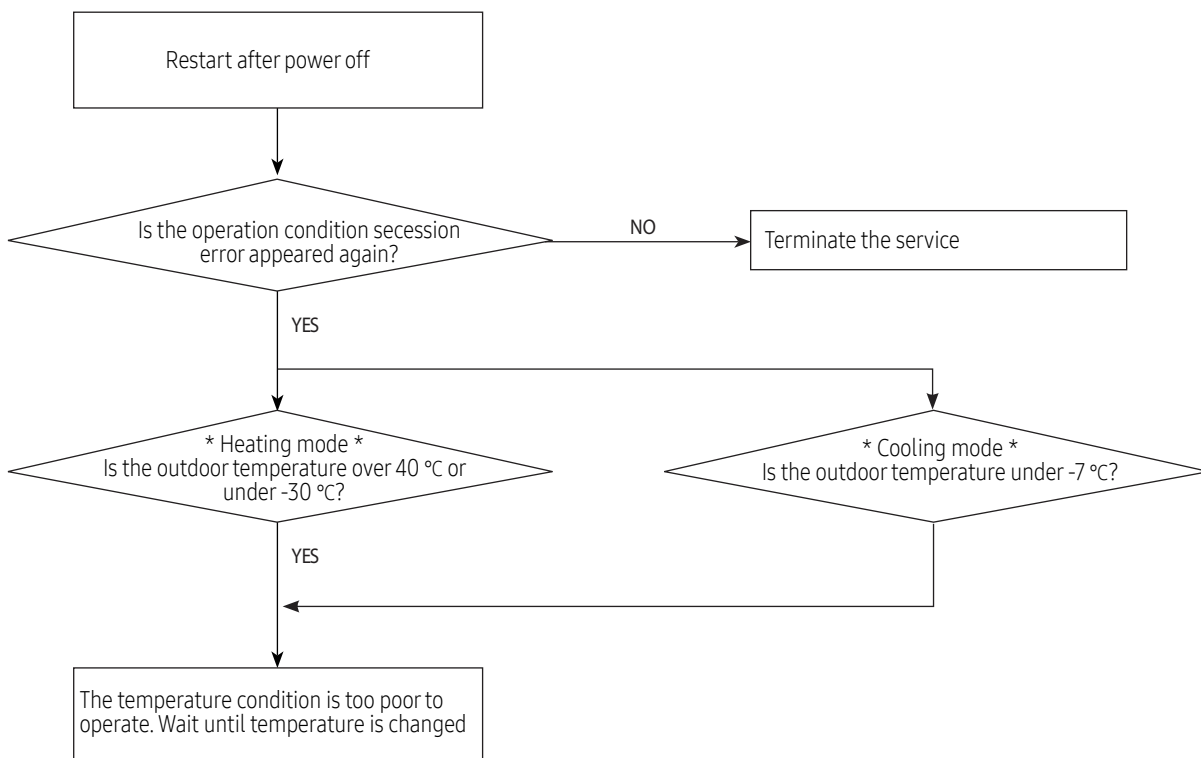 Restart after power off
Is the operation condition secession
error appeared again?
NO
Terminate the service
YES
* Heating mode *
Is the outdoor temperature over 40 °C or
under -30 °C?
* Cooling mode *
Is the outdoor temperature under -7 °C?
YES
The temperature condition is too poor to
operate. Wait until temperature is changed